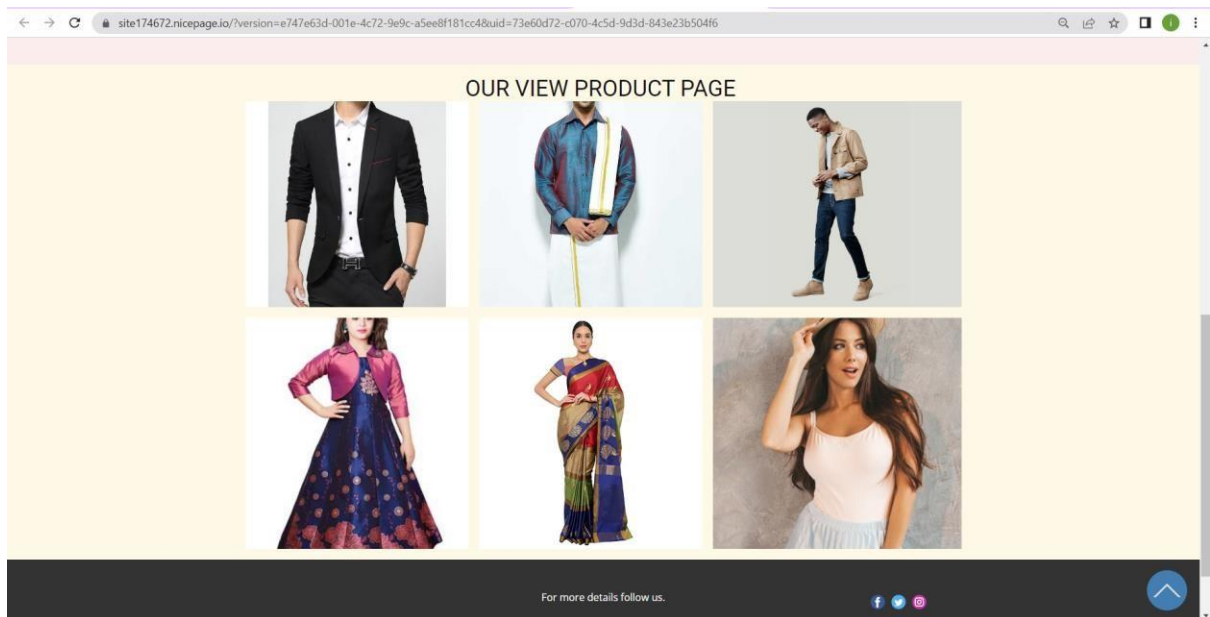 site174672.nicepage.io/?version=e747e63d-001e-4c72-9e9c-a5ee8f181cc4&uid=73e60d72-c070-4c5d-9d3d-843e23b504f6
OUR VIEW PRODUCT PAGE
For more details follow us.